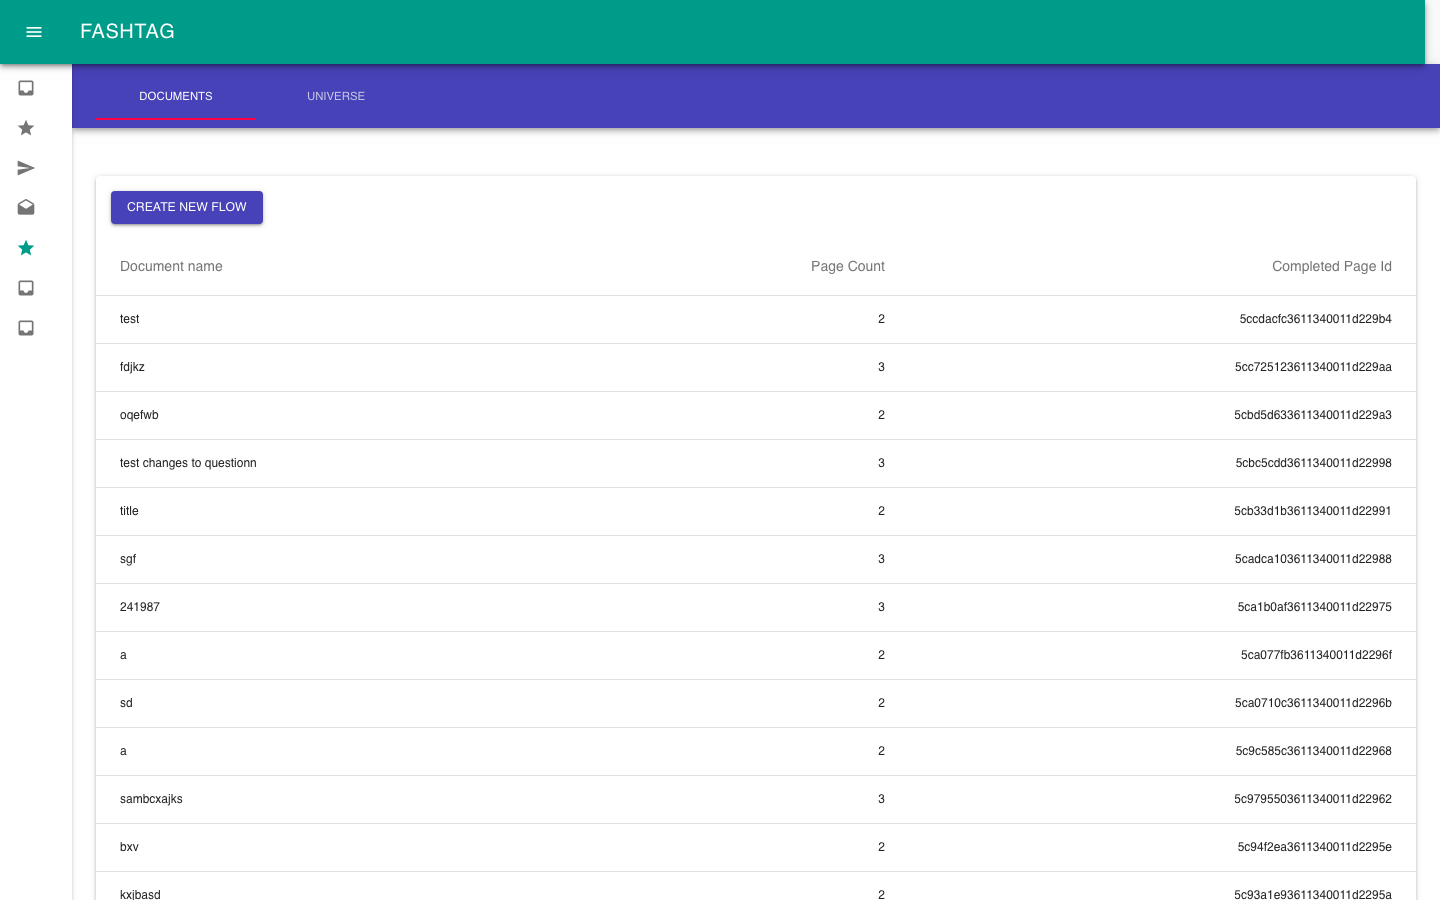 FASHTAG
DOCUMENTS UNIVERSE
CREATE NEW FLOW
Document name Page Count Completed Page Id
test 2 5ccdacfc3611340011d229b4
fdjkz 3 5cc725123611340011d229aa
oqefwb 2 5cbd5d633611340011d229a3
test changes to questionn 3 5cbc5cdd3611340011d22998
title 2 5cb33d1b3611340011d22991
sgf 3 5cadca103611340011d22988
241987 3 5ca1b0af3611340011d22975
a 2 5ca077fb3611340011d2296f
sd 2 5ca0710c3611340011d2296b
a 2 5c9c585c3611340011d22968
sambcxajks 3 5c9795503611340011d22962
bxv 2 5c94f2ea3611340011d2295e
kxjbasd 2 5c93a1e93611340011d2295a